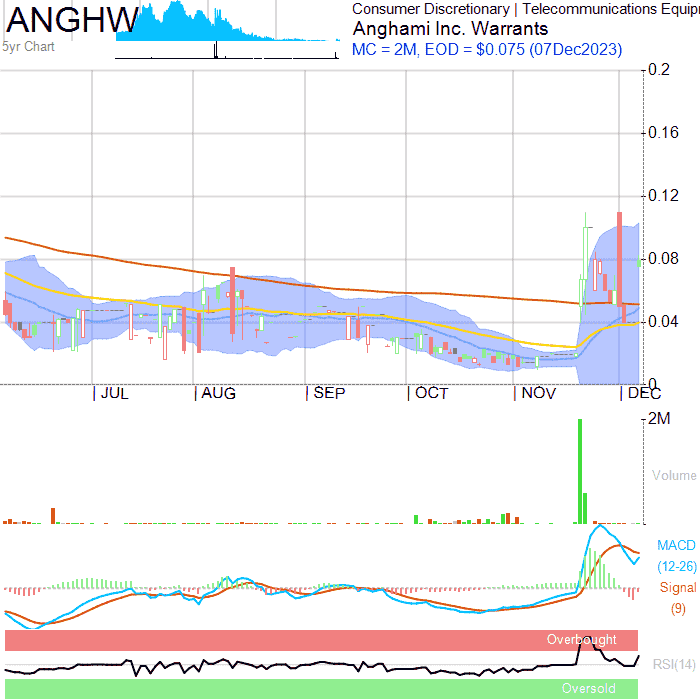 ANGHW
5yr Chart
Consumer Discretionary | Telecommunications Equip
Anghami Inc. Warrants
MC = 2M, EOD = $0.075 (07Dec2023)
0.2
0.16
0.12
0.08
0.04
0
JUL
AUG
SEP
OCT
NOV
DEC
2M
Volume
MACD
(12-26)
Signal
(9)
Overbought
RSI(14)
Oversold